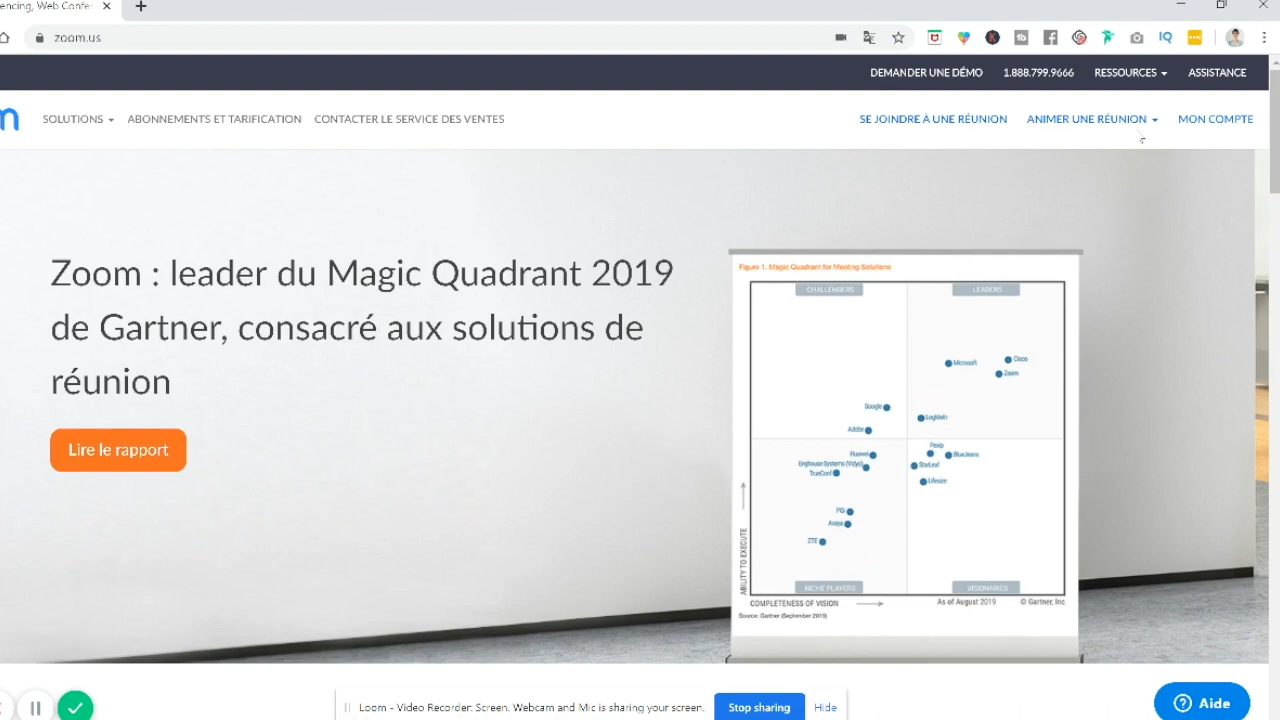 encing, Web Confe
zoom.us
DEMANDER UNE DÉMO 1.888.799.9666 RESSOURCES ASSISTANCE
m SOLUTIONS ABONNEMENTS ET TARIFICATION CONTACTER LE SERVICE DES VENTES SE JOINDRE À UNE RÉUNION ANIMER UNE RÉUNION MON COMPTE
Zoom : leader du Magic Quadrant 2019
de Gartner, consacré aux solutions de
réunion
Lire le rapport
Figure 1. Magic Quadrant for Meeting Solutions
CHALLENGERS LEADERS
Cisco
Microsoft
Zoom
Google
LogMeIn
Adobe
Pexip
Huawei BlueJeans
Enghouse Systems (Vidyo) StarLeaf
TrueConf
Lifesize
PGi
Avaya
ZTE
ABILITY TO EXECUTE
NICHE PLAYERS VISIONARIES
COMPLETENESS OF VISION As of August 2019 © Gartner, Inc
Source: Gartner (September 2019)
Loom - Video Recorder: Screen, Webcam and Mic is sharing your screen. Stop sharing Hide
Aide